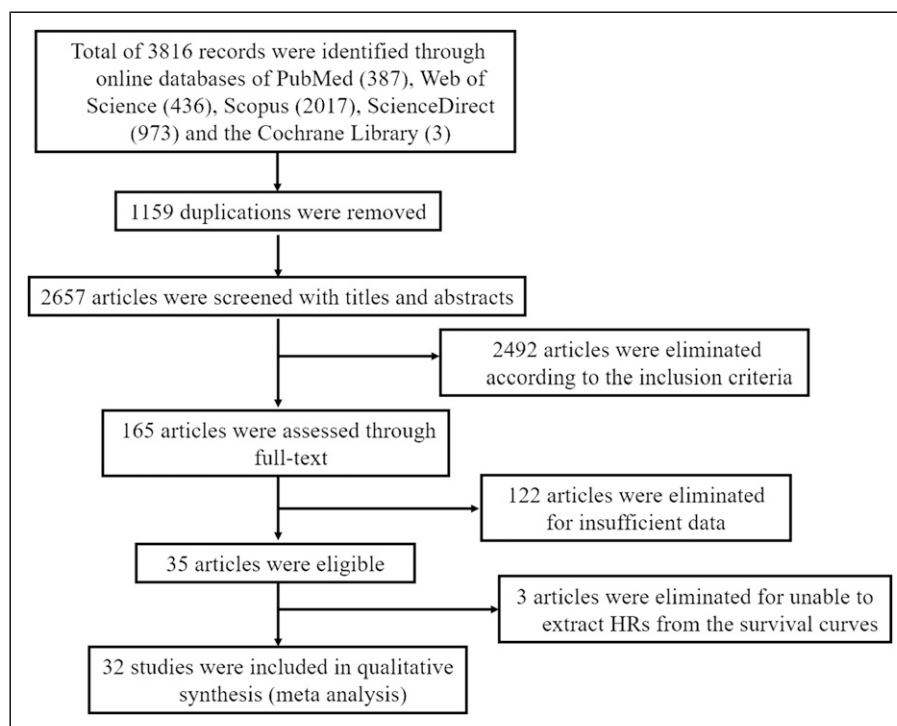 Total of 3816 records were identified through
online databases of PubMed (387), Web of
Science (436), Scopus (2017), ScienceDirect
(973) and the Cochrane Library (3)
1159 duplications were removed
2657 articles were screened with titles and abstracts
2492 articles were eliminated
according to the inclusion criteria
165 articles were assessed through
full-text
122 articles were eliminated
for insufficient data
35 articles were eligible
3 articles were eliminated for unable to
extract HRs from the survival curves
32 studies were included in qualitative
synthesis (meta analysis)